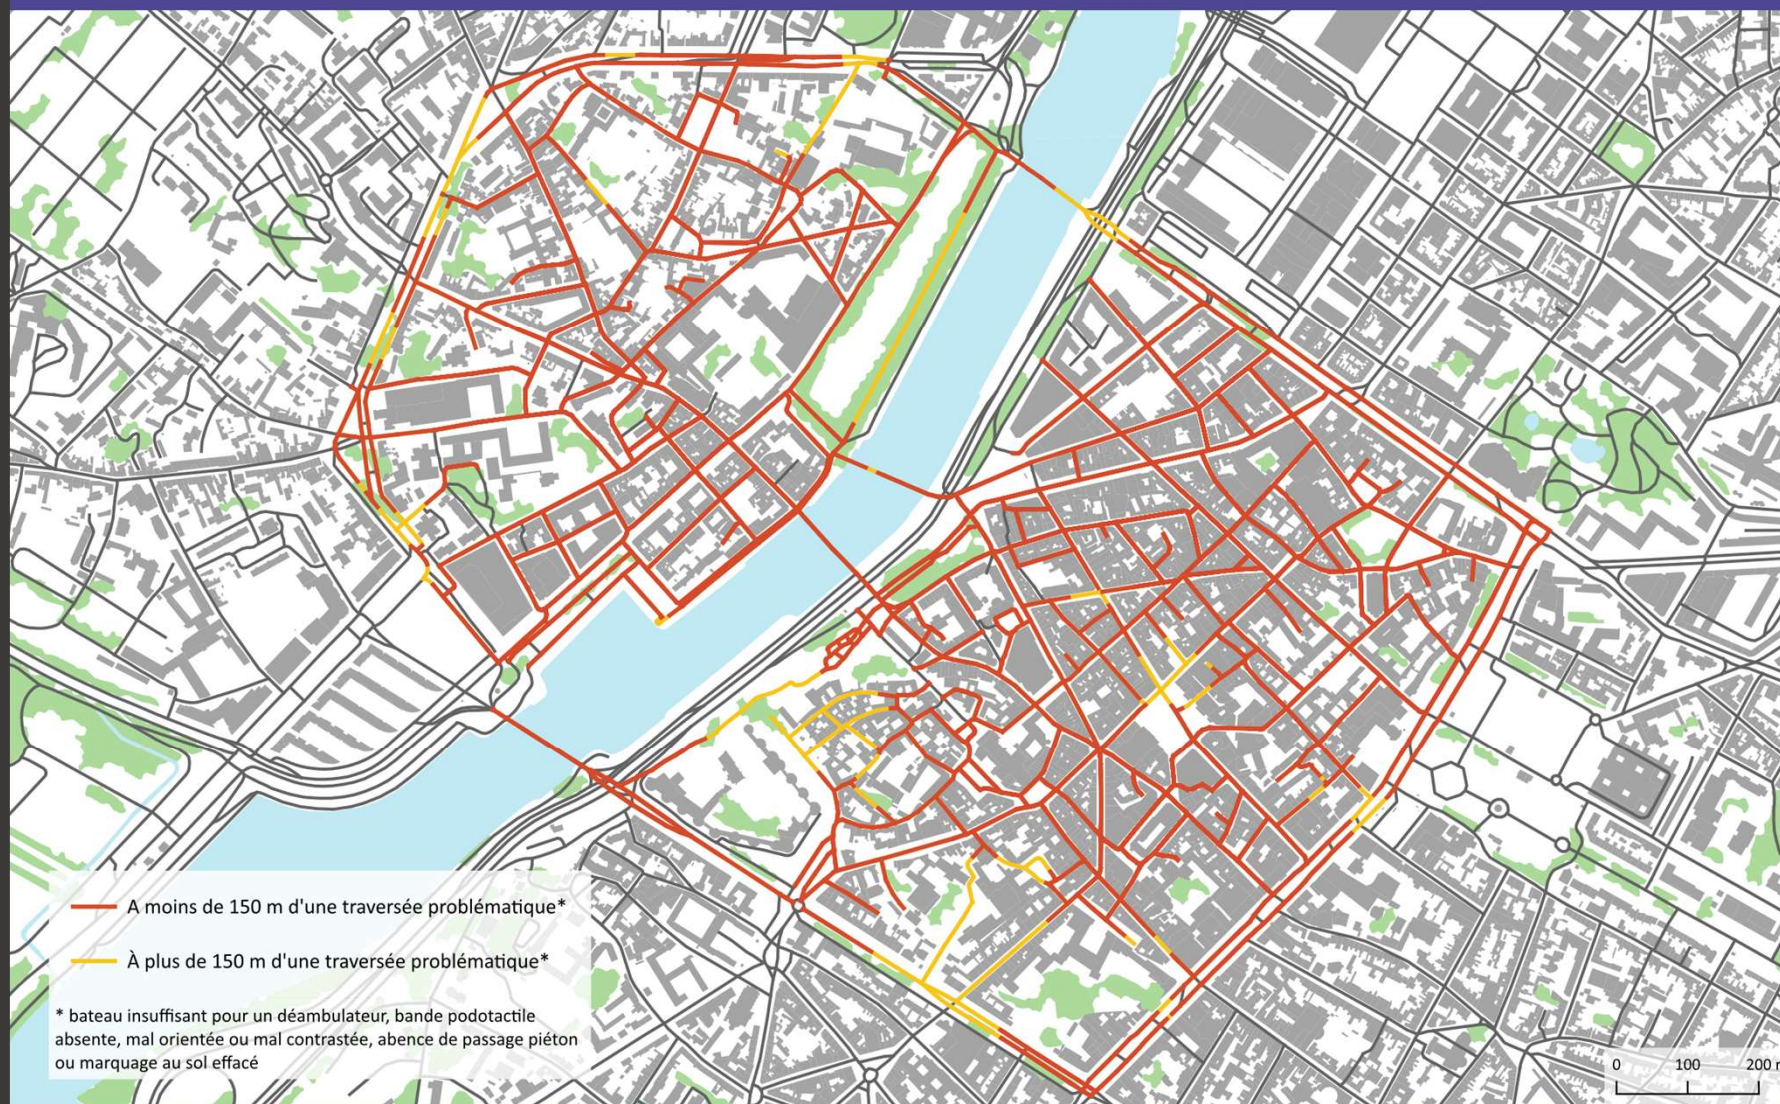 A moins de 150 m d'une traversée problématique*
À plus de 150 m d'une traversée problématique*
* bateau insuffisant pour un déambulateur, bande podotactile
absente, mal orientée ou mal contrastée, abence de passage piéton
ou marquage au sol effacé
0 100 200 m